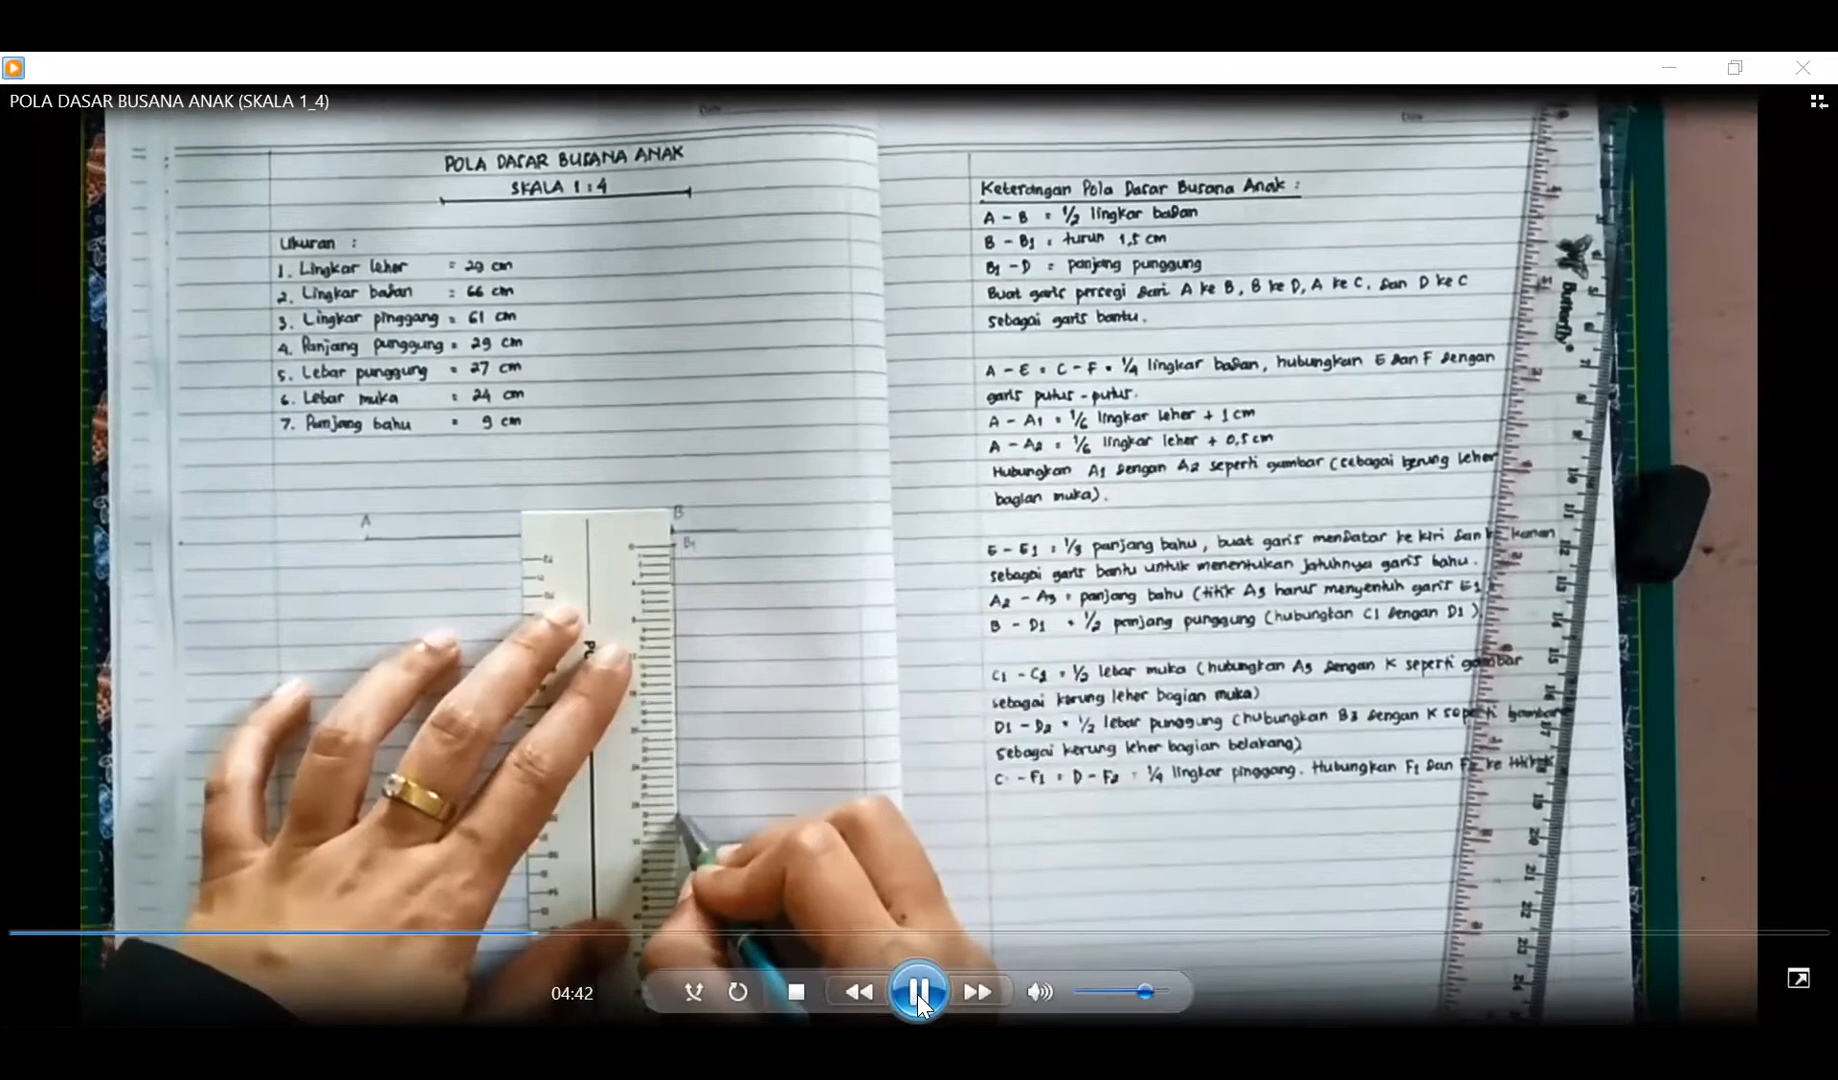 POLA DASAR BUSANA ANAK (SKALA 1_4)
POLA DASAR BUSANA ANAK
SKALA 1 : 4
Ukuran :
1. Lingkar leher = 29 cm
2. Lingkar badan = 66 cm
3. Lingkar pinggang = 61 cm
4. Panjang punggung = 29 cm
5. Lebar punggung = 27 cm
6. Lebar muka = 24 cm
7. Panjang bahu = 9 cm
A
B
B1
Keterangan Pola Dasar Busana Anak :
A - B = 1/2 lingkar badan
B - B1 = turun 1,5 cm
B1 - D = panjang punggung
Buat garis persegi dari A ke B, B ke D, A ke C, dan D ke C
sebagai garis bantu.
A - E = C - F = 1/4 lingkar badan, hubungkan E dan F dengan
garis putus - putus.
A - A1 = 1/6 lingkar leher + 1 cm
A - A2 = 1/6 lingkar leher + 0,5 cm
Hubungkan A1 dengan A2 seperti gambar (sebagai kerung leher
bagian muka).
E - E1 = 1/3 panjang bahu, buat garis mendatar ke kiri dan kanan
sebagai garis bantu untuk menentukan jatuhnya garis bahu.
A2 - A3 = panjang bahu (titik A3 harus menyentuh garis E1
B - D1 = 1/2 panjang punggung (hubungkan C1 dengan D1)
C1 - C2 = 1/2 lebar muka (hubungkan A3 dengan K seperti gambar
sebagai kerung leher bagian muka)
D1 - D2 = 1/2 lebar punggung (hubungkan B3 dengan K seperti gambar
sebagai kerung leher bagian belakang)
C - F1 = D - F2 = 1/4 lingkar pinggang. Hubungkan F1 dan ke titik
Butterfly
04:42